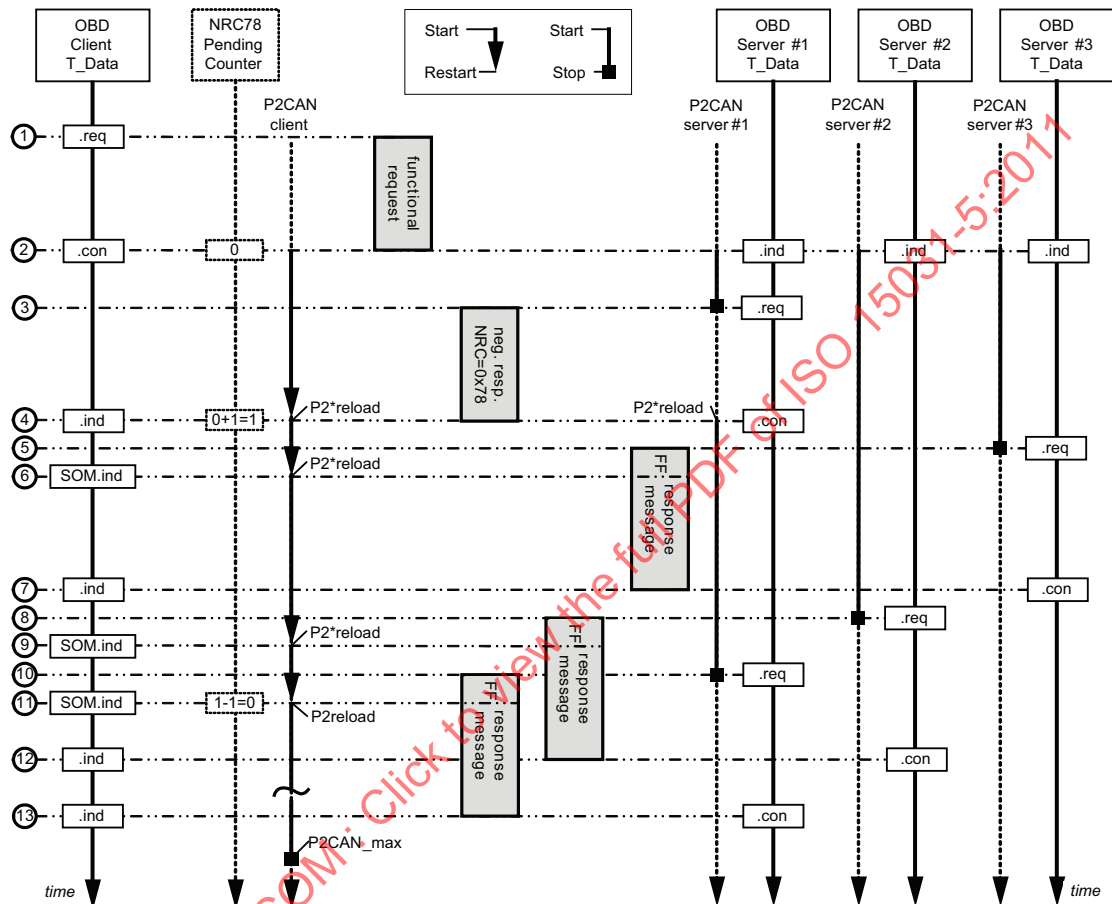 OBD
Client
T_Data
NRC78
Pending
Counter
Start
Restart
Start
Stop
OBD
Server #1
T_Data
OBD
Server #2
T_Data
OBD
Server #3
T_Data
P2CAN
client
P2CAN
server #1
P2CAN
server #2
P2CAN
server #3
1
.req
functional
request
2
.con
0
.ind
.ind
.ind
3
.req
neg. resp.
NRC=0x78
4
.ind
0+1=1
P2*reload
P2*reload
.con
5
.req
6
SOM.ind
P2*reload
FF response
message
7
.ind
.con
8
.req
9
SOM.ind
P2*reload
FF response
message
10
.req
11
SOM.ind
1-1=0
P2reload
FF response
message
12
.ind
.con
13
.ind
.con
P2CAN_max
time
time
SOM : Click to view the full PDF of ISO 15031-5:2011